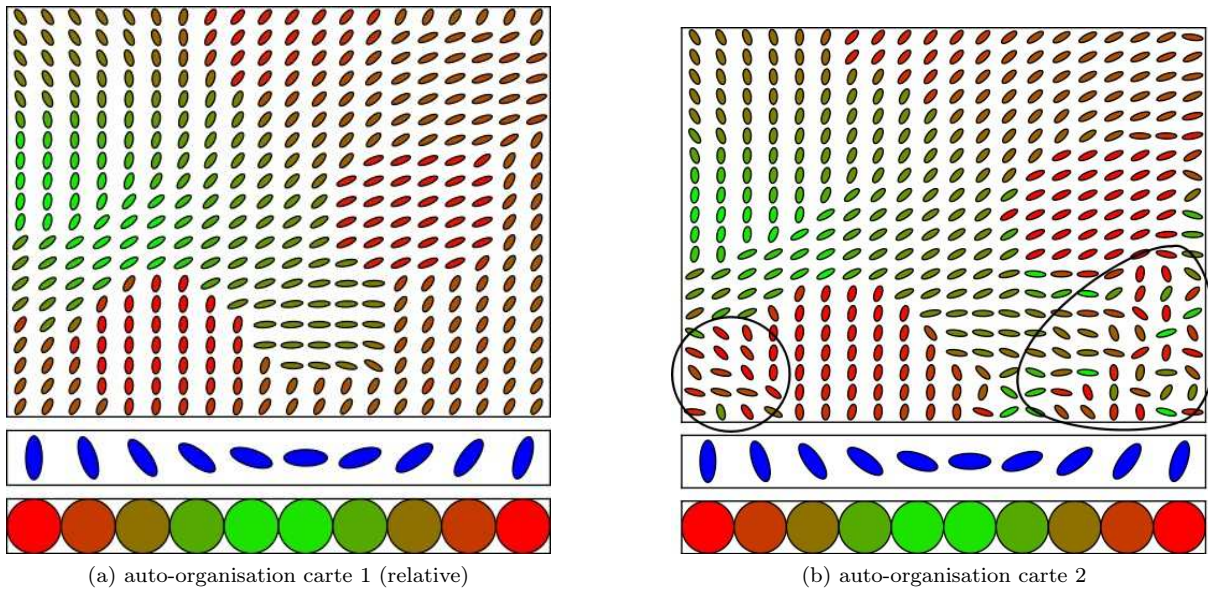 (a) auto-organisation carte 1 (relative)
(b) auto-organisation carte 2